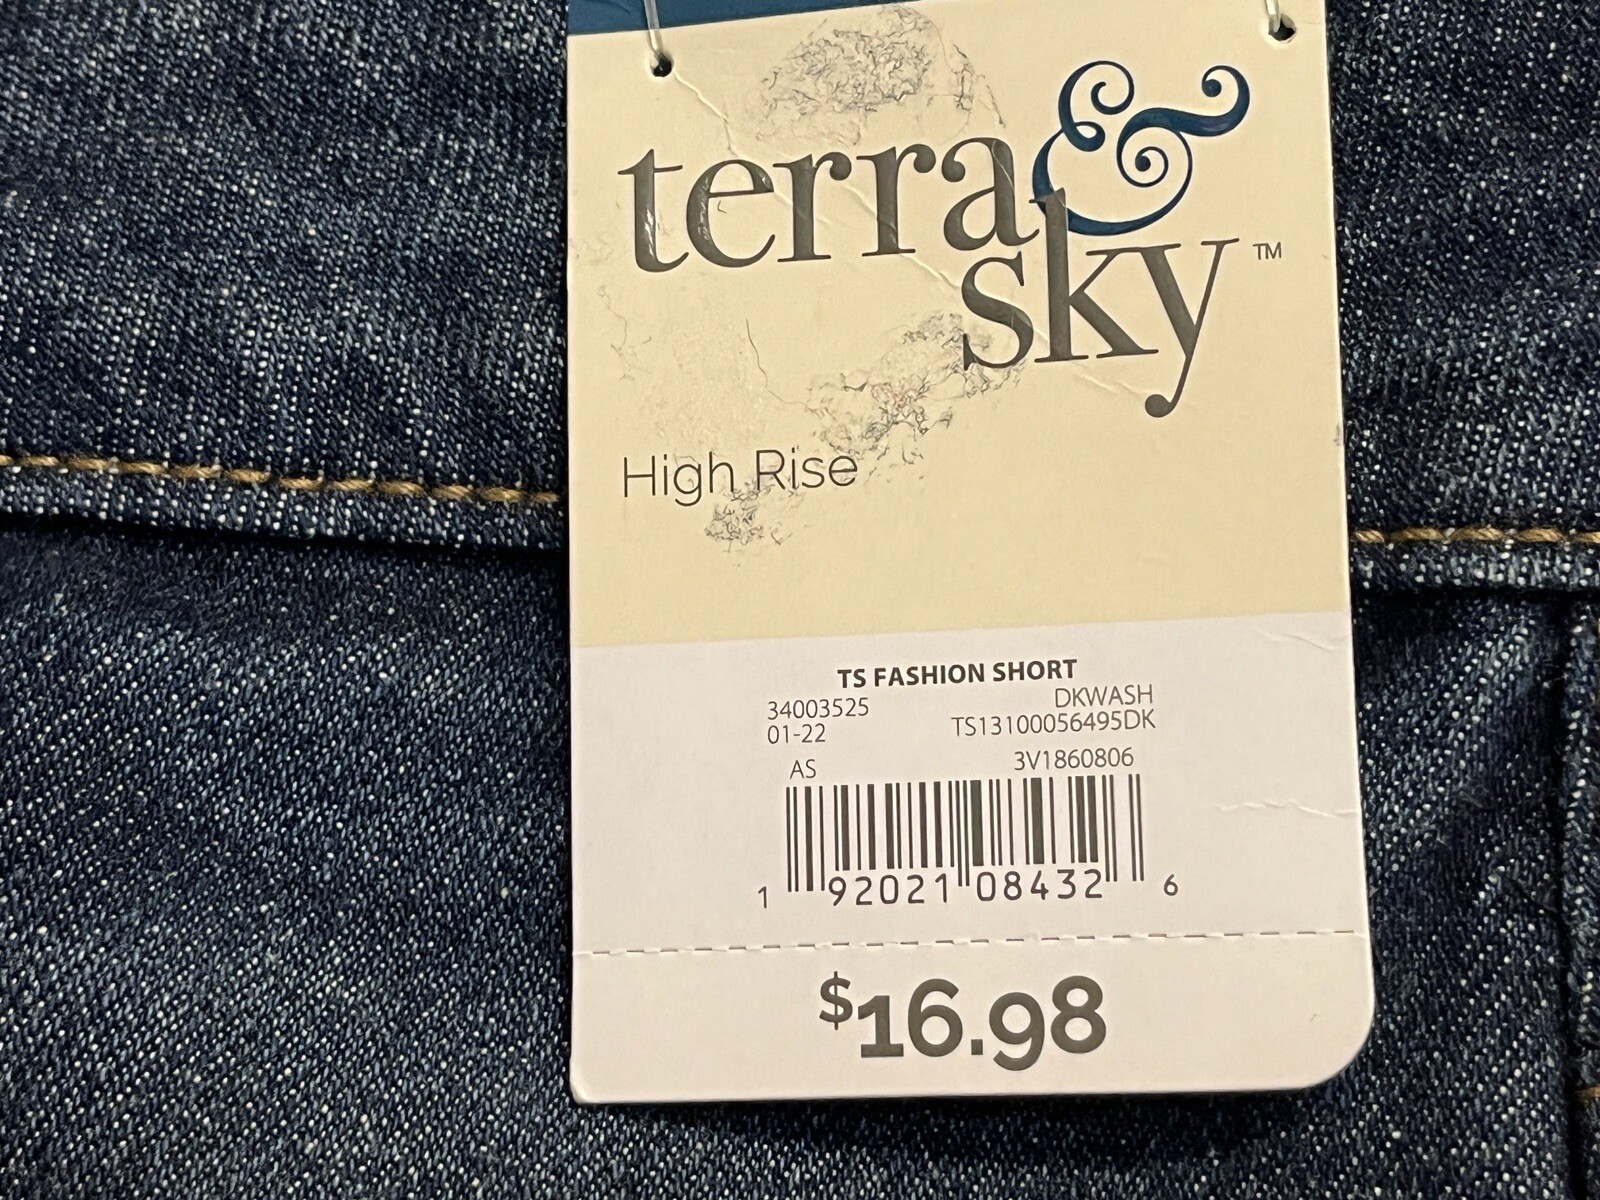 terra &
sky™
High Rise
TS FASHION SHORT
34003525 DKWASH
01-22 TS13100056495DK
AS 3V1860806
1 92021 08432 6
$16.98